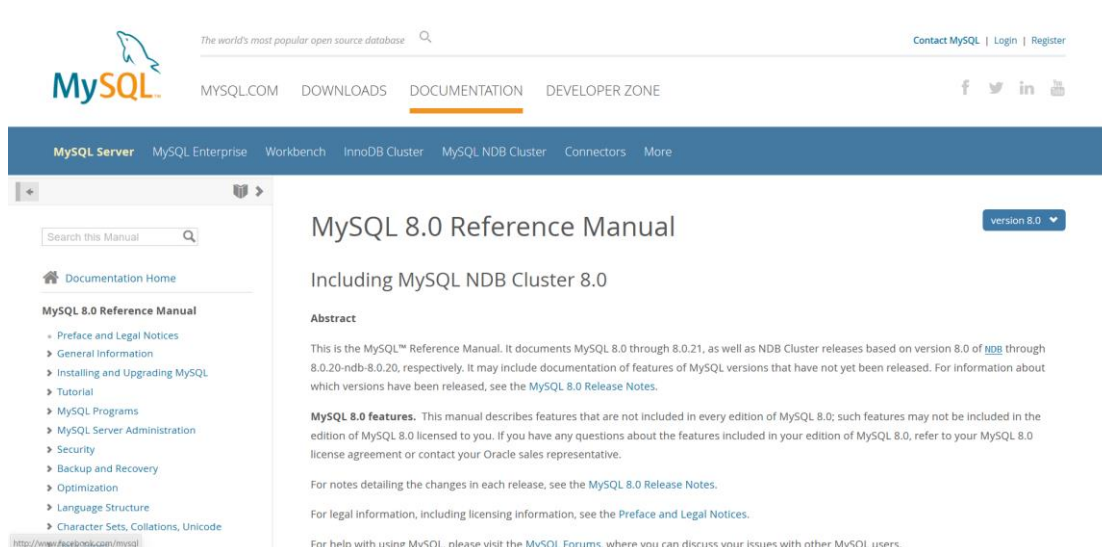 The world's most popular open source database
Contact MySQL | Login | Register
MySQL™
MYSQL.COM DOWNLOADS DOCUMENTATION DEVELOPER ZONE
f in You Tube
MySQL Server MySQL Enterprise Workbench InnoDB Cluster MySQL NDB Cluster Connectors More
Search this Manual
Documentation Home
MySQL 8.0 Reference Manual
Preface and Legal Notices
General Information
Installing and Upgrading MySQL
Tutorial
MySQL Programs
MySQL Server Administration
Security
Backup and Recovery
Optimization
Language Structure
Character Sets, Collations, Unicode
http://www.facebook.com/mysql
MySQL 8.0 Reference Manual
version 8.0
Including MySQL NDB Cluster 8.0
Abstract
This is the MySQL™ Reference Manual. It documents MySQL 8.0 through 8.0.21, as well as NDB Cluster releases based on version 8.0 of NDB through
8.0.20-ndb-8.0.20, respectively. It may include documentation of features of MySQL versions that have not yet been released. For information about
which versions have been released, see the MySQL 8.0 Release Notes.
MySQL 8.0 features. This manual describes features that are not included in every edition of MySQL 8.0; such features may not be included in the
edition of MySQL 8.0 licensed to you. If you have any questions about the features included in your edition of MySQL 8.0, refer to your MySQL 8.0
license agreement or contact your Oracle sales representative.
For notes detailing the changes in each release, see the MySQL 8.0 Release Notes.
For legal information, including licensing information, see the Preface and Legal Notices.
For help with using MySQL, please visit the MySQL Forums, where you can discuss your issues with other MySQL users.